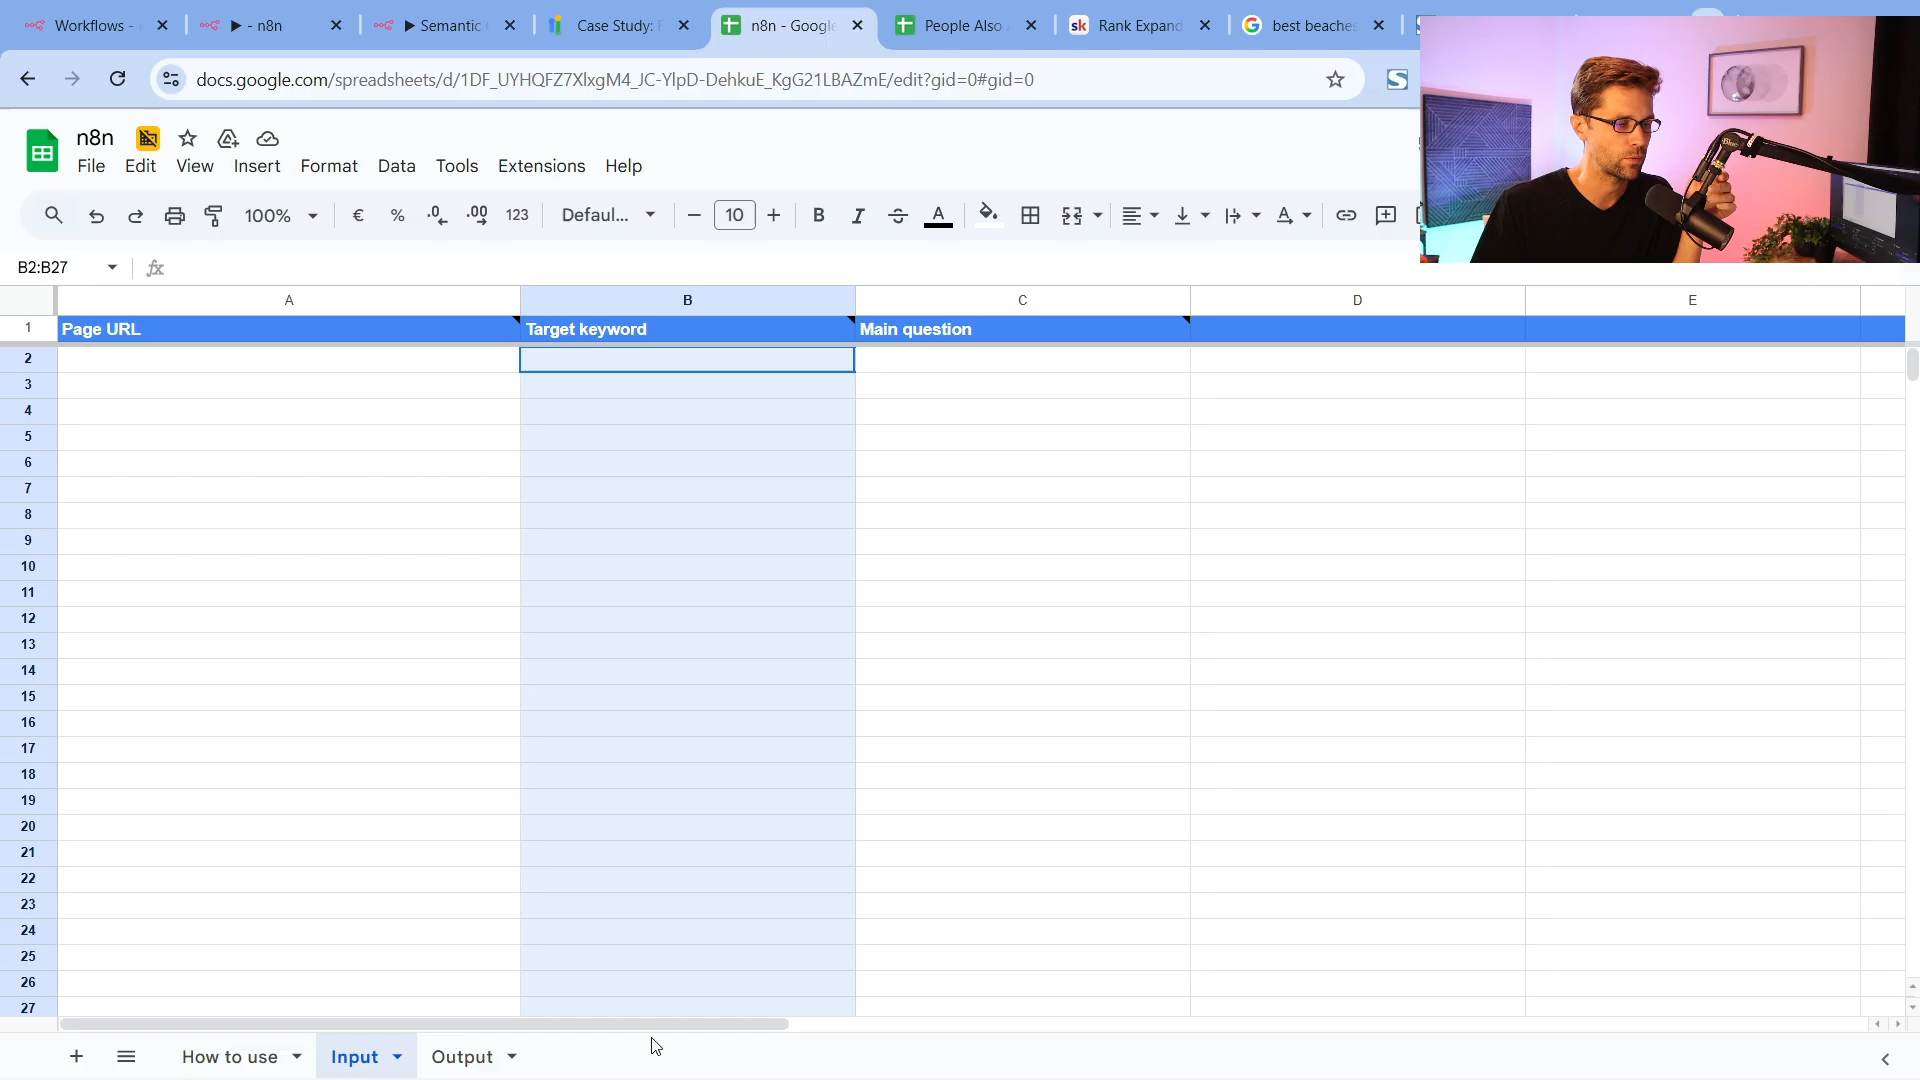 Workflows -
- n8n
Semantic
Case Study: F
n8n - Google
People Also
sk Rank Expand
best beaches
docs.google.com/spreadsheets/d/1DF_UYHQFZ7XlxgM4_JC-YlpD-DehkuE_KgG21LBAZmE/edit?gid=0#gid=0
n8n
File Edit View Insert Format Data Tools Extensions Help
100% € % .0 .00 123 Defaul... 10 B I A
B2:B27 fx
A B C D E
1 Page URL Target keyword Main question
2
3
4
5
6
7
8
9
10
11
12
13
14
15
16
17
18
19
20
21
22
23
24
25
26
27
How to use Input Output